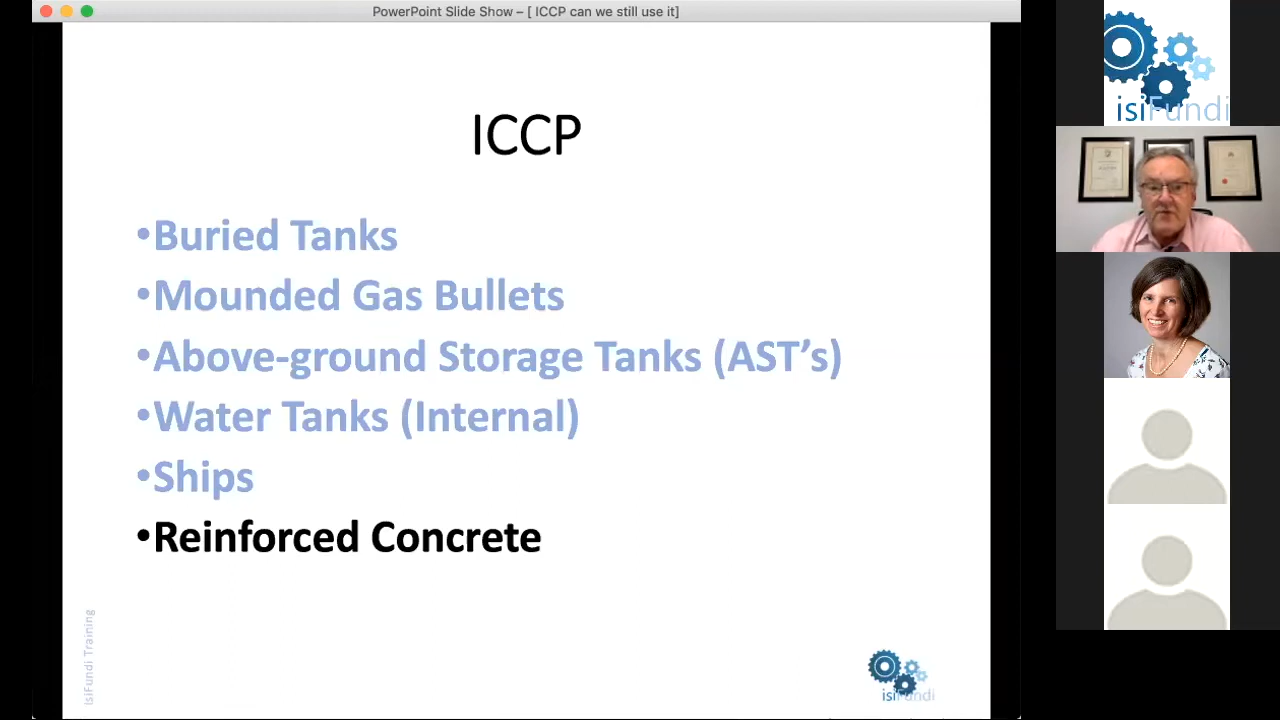 PowerPoint Slide Show – [ ICCP can we still use it]
ICCP
•Buried Tanks
•Mounded Gas Bullets
•Above-ground Storage Tanks (AST’s)
•Water Tanks (Internal)
•Ships
•Reinforced Concrete
IsiFundi Training
isiFundi
isiFundi